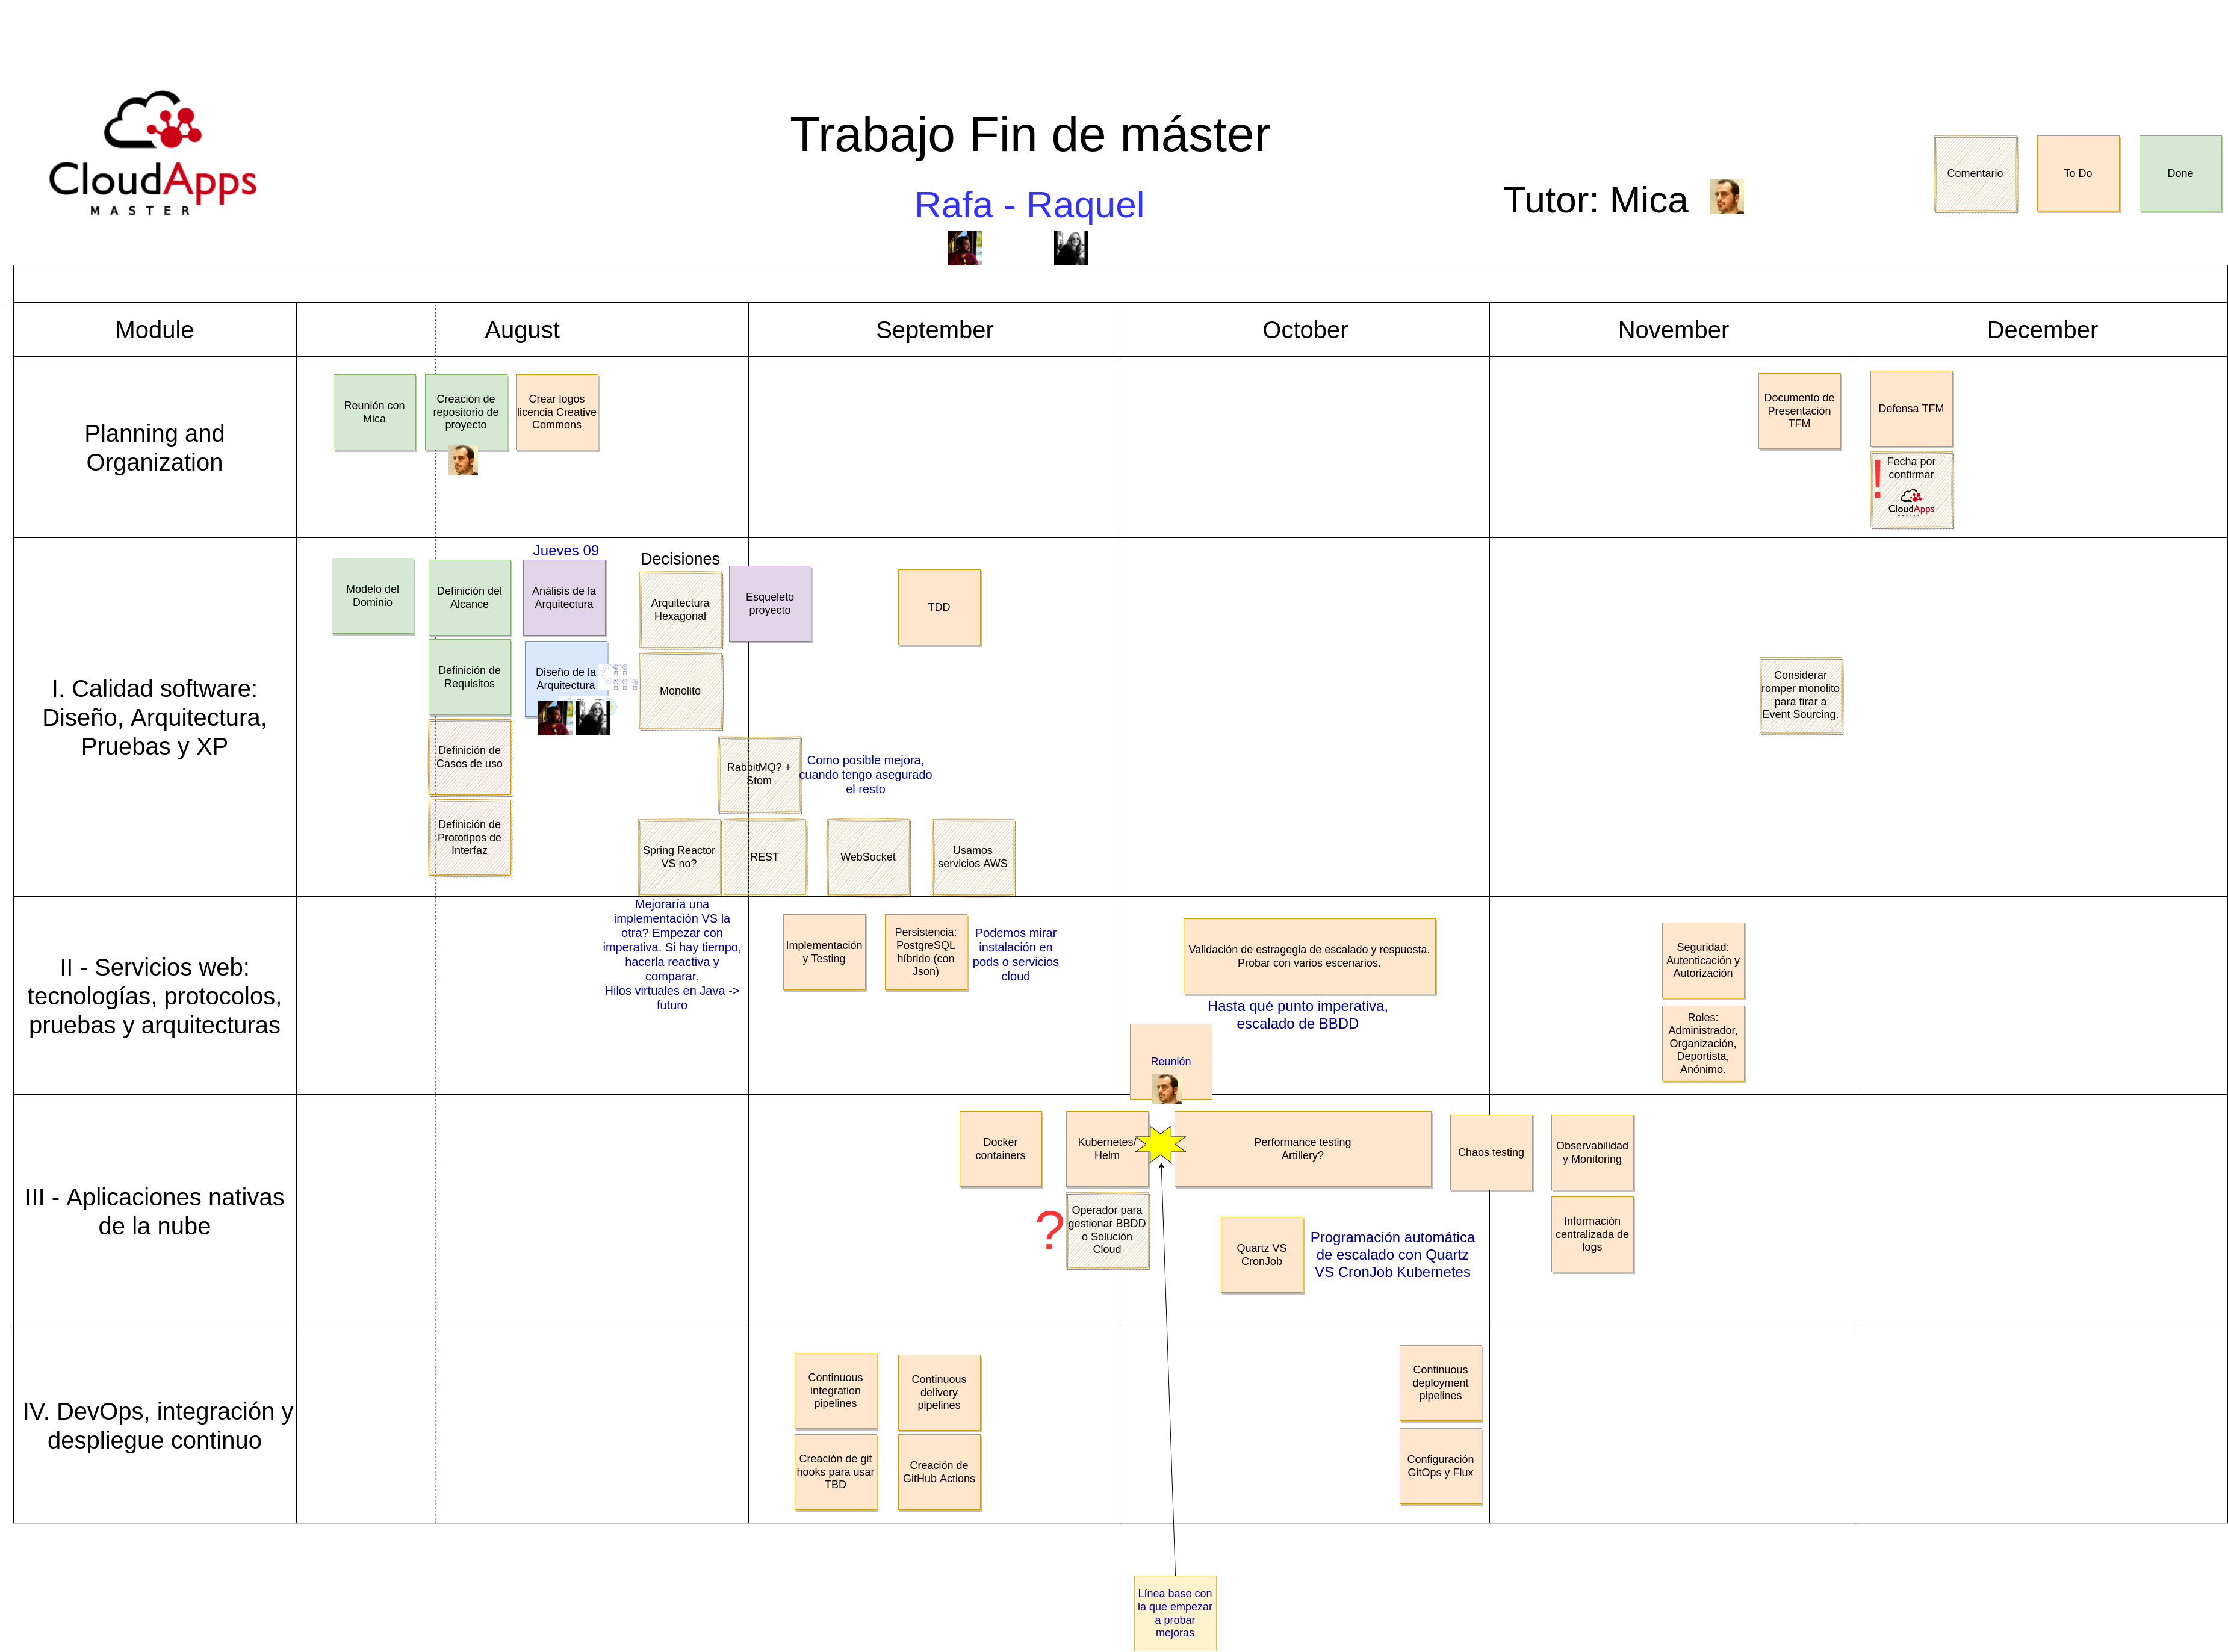 CloudApps
MASTER
Trabajo Fin de máster
Rafa - Raquel
Tutor: Mica
Comentario
To Do
Done
Module
August
September
October
November
December
Planning and
Organization
Reunión con
Mica
Creación de
repositorio de
proyecto
Crear logos
licencia Creative
Commons
Documento de
Presentación
TFM
Defensa TFM
!
Fecha por
confirmar
CloudApps
I. Calidad software:
Diseño, Arquitectura,
Pruebas y XP
Modelo del
Dominio
Definición del
Alcance
Jueves 09
Análisis de la
Arquitectura
Decisiones
Arquitectura
Hexagonal
Esqueleto
proyecto
TDD
Definición de
Requisitos
Diseño de la
Arquitectura
Monolito
Considerar
romper monolito
para tirar a
Event Sourcing.
Definición de
Casos de uso
RabbitMQ? +
Stom
Como posible mejora,
cuando tengo asegurado
el resto
Definición de
Prototipos de
Interfaz
Spring Reactor
VS no?
REST
WebSocket
Usamos
servicios AWS
II - Servicios web:
tecnologías, protocolos,
pruebas y arquitecturas
Mejoraría una
implementación VS la
otra? Empezar con
imperativa. Si hay tiempo,
hacerla reactiva y
comparar.
Hilos virtuales en Java ->
futuro
Implementación
y Testing
Persistencia:
PostgreSQL
híbrido (con
Json)
Podemos mirar
instalación en
pods o servicios
cloud
Validación de estragegia de escalado y respuesta.
Probar con varios escenarios.
Hasta qué punto imperativa,
escalado de BBDD
Reunión
Seguridad:
Autenticación y
Autorización
Roles:
Administrador,
Organización,
Deportista,
Anónimo.
III - Aplicaciones nativas
de la nube
Docker
containers
Kubernetes/
Helm
Performance testing
Artillery?
Chaos testing
Observabilidad
y Monitoring
?
Operador para
gestionar BBDD
o Solución
Cloud
Quartz VS
CronJob
Programación automática
de escalado con Quartz
VS CronJob Kubernetes
Información
centralizada de
logs
IV. DevOps, integración y
despliegue continuo
Continuous
integration
pipelines
Continuous
delivery
pipelines
Continuous
deployment
pipelines
Creación de git
hooks para usar
TBD
Creación de
GitHub Actions
Configuración
GitOps y Flux
Línea base con
la que empezar
a probar
mejoras